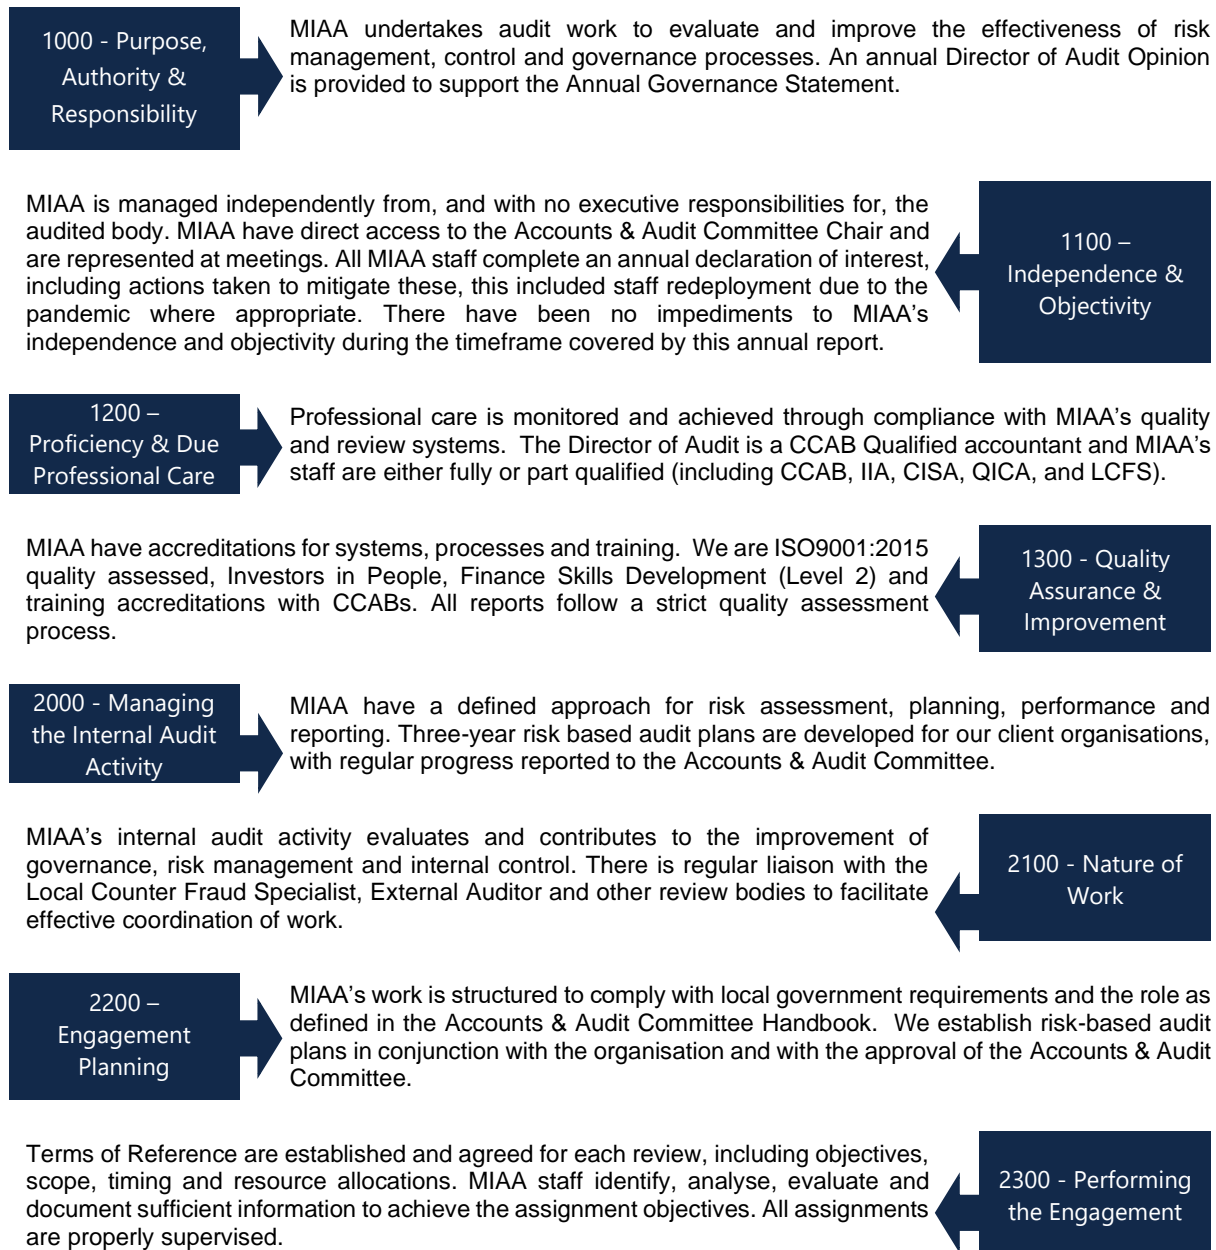 1000 - Purpose,
Authority &
Responsibility
MIAA undertakes audit work to evaluate and improve the effectiveness of risk
management, control and governance processes. An annual Director of Audit Opinion
is provided to support the Annual Governance Statement.
MIAA is managed independently from, and with no executive responsibilities for, the
audited body. MIAA have direct access to the Accounts & Audit Committee Chair and
are represented at meetings. All MIAA staff complete an annual declaration of interest,
including actions taken to mitigate these, this included staff redeployment due to the
pandemic where appropriate. There have been no impediments to MIAA’s
independence and objectivity during the timeframe covered by this annual report.
1100 –
Independence &
Objectivity
1200 –
Proficiency & Due
Professional Care
Professional care is monitored and achieved through compliance with MIAA’s quality
and review systems. The Director of Audit is a CCAB Qualified accountant and MIAA’s
staff are either fully or part qualified (including CCAB, IIA, CISA, QICA, and LCFS).
MIAA have accreditations for systems, processes and training. We are ISO9001:2015
quality assessed, Investors in People, Finance Skills Development (Level 2) and
training accreditations with CCABs. All reports follow a strict quality assessment
process.
1300 - Quality
Assurance &
Improvement
2000 - Managing
the Internal Audit
Activity
MIAA have a defined approach for risk assessment, planning, performance and
reporting. Three-year risk based audit plans are developed for our client organisations,
with regular progress reported to the Accounts & Audit Committee.
MIAA’s internal audit activity evaluates and contributes to the improvement of
governance, risk management and internal control. There is regular liaison with the
Local Counter Fraud Specialist, External Auditor and other review bodies to facilitate
effective coordination of work.
2100 - Nature of
Work
2200 –
Engagement
Planning
MIAA’s work is structured to comply with local government requirements and the role as
defined in the Accounts & Audit Committee Handbook. We establish risk-based audit
plans in conjunction with the organisation and with the approval of the Accounts & Audit
Committee.
Terms of Reference are established and agreed for each review, including objectives,
scope, timing and resource allocations. MIAA staff identify, analyse, evaluate and
document sufficient information to achieve the assignment objectives. All assignments
are properly supervised.
2300 - Performing
the Engagement